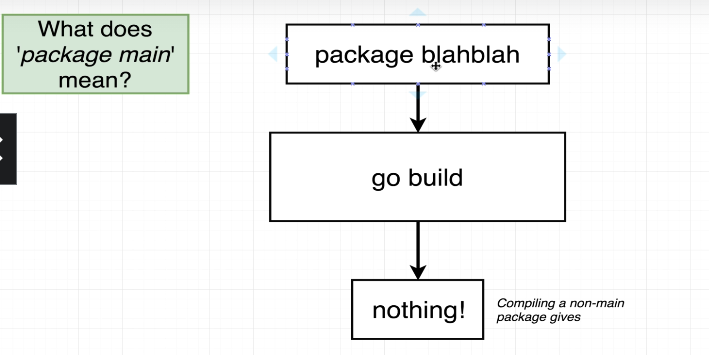 What does
'package main'
mean?
package blahblah
go build
nothing!
Compiling a non-main
package gives